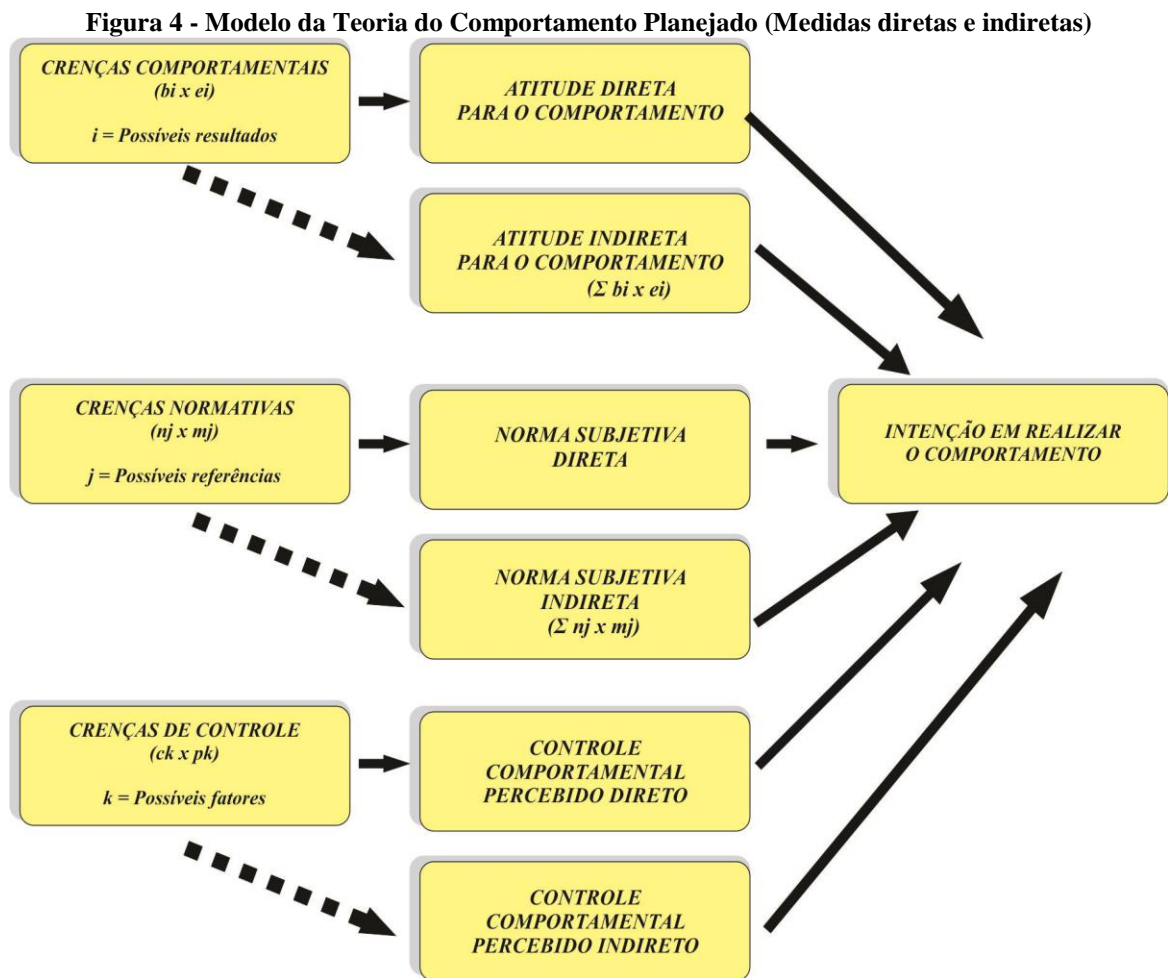 Figura 4 - Modelo da Teoria do Comportamento Planejado (Medidas diretas e indiretas)
CRENÇAS COMPORTAMENTAIS
(bi x ei)
i = Possíveis resultados
ATITUDE DIRETA
PARA O COMPORTAMENTO
ATITUDE INDIRETA
PARA O COMPORTAMENTO
(Σ bi x ei)
CRENÇAS NORMATIVAS
(nj x mj)
j = Possíveis referências
NORMA SUBJETIVA
DIRETA
INTENÇÃO EM REALIZAR
O COMPORTAMENTO
NORMA SUBJETIVA
INDIRETA
(Σ nj x mj)
CRENÇAS DE CONTROLE
(ck x pk)
k = Possíveis fatores
CONTROLE
COMPORTAMENTAL
PERCEBIDO DIRETO
CONTROLE
COMPORTAMENTAL
PERCEBIDO INDIRETO